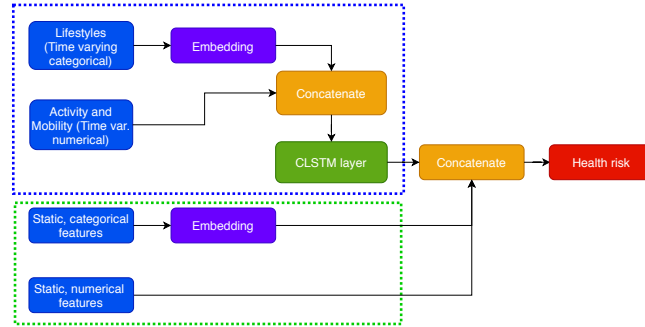 Lifestyles
(Time varying
categorical)
Embedding
Activity and
Mobility (Time var.
numerical)
Concatenate
CLSTM layer
Concatenate
Health risk
Static, categorical
features
Embedding
Static, numerical
features